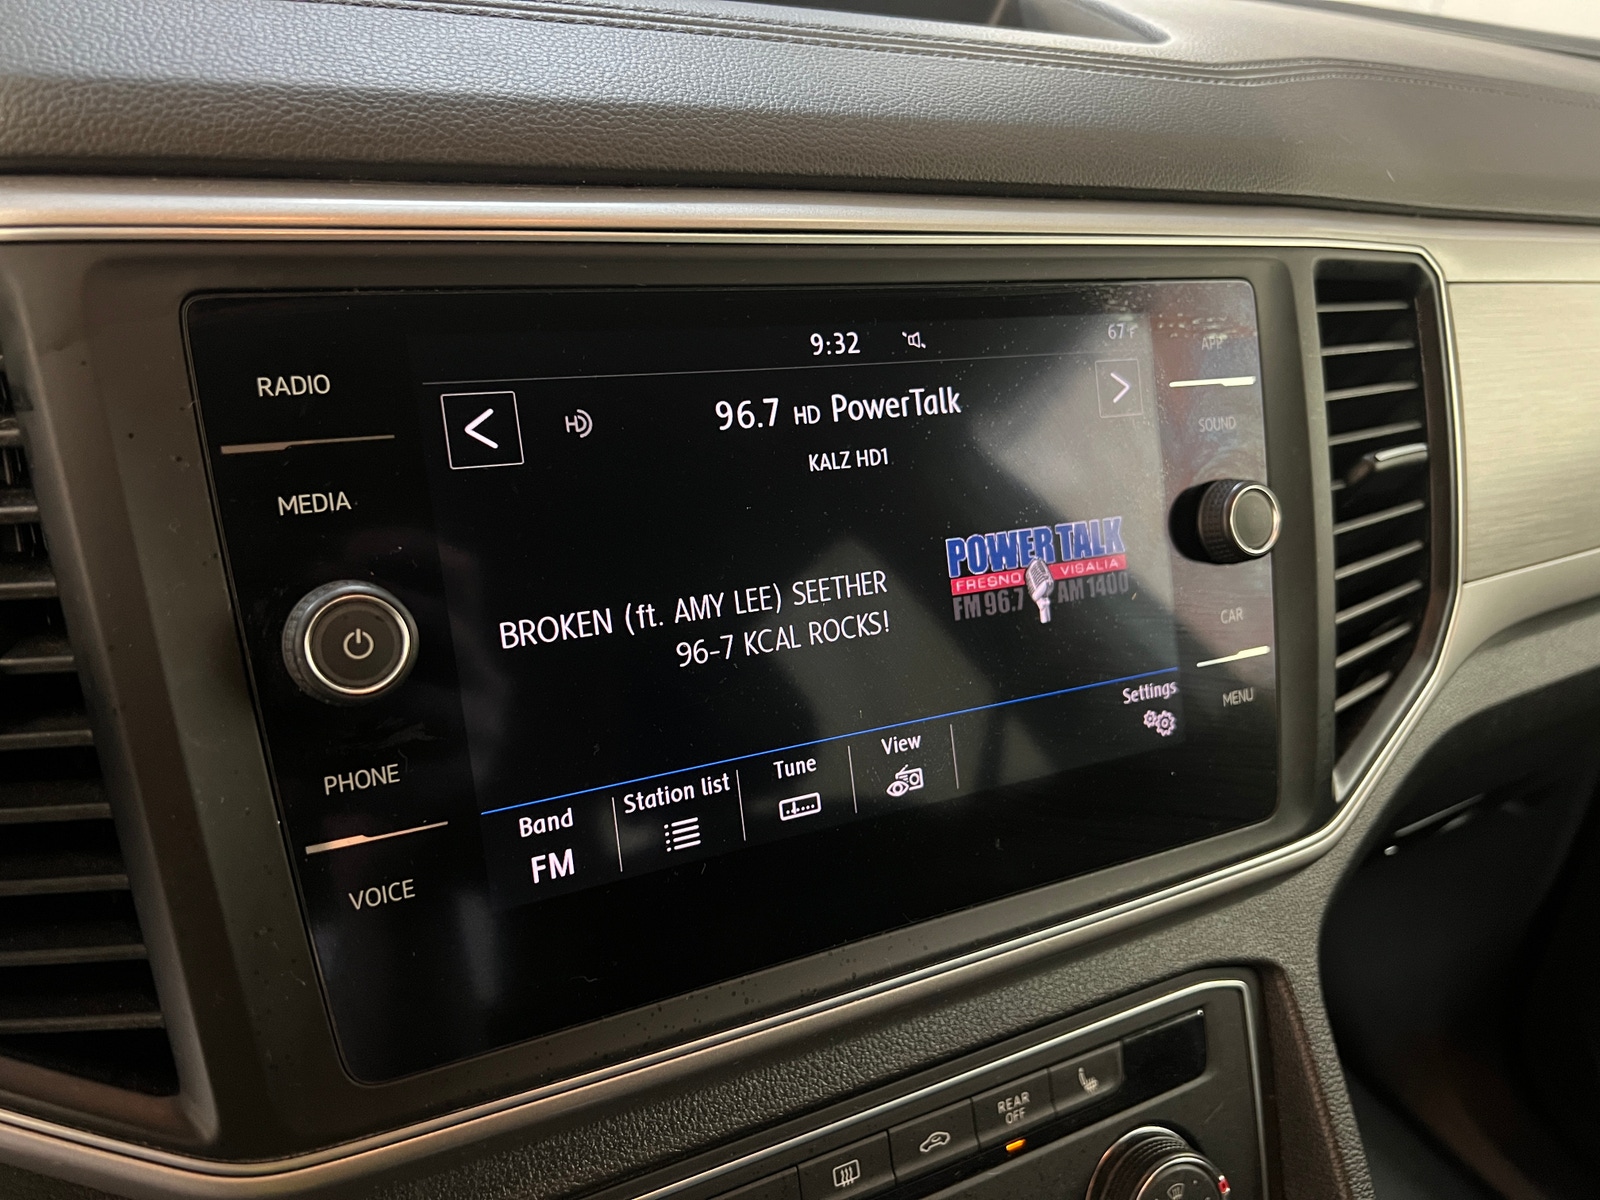 9:32
67°F
96.7 HD PowerTalk
KALZ HD1
HD
BROKEN (ft. AMY LEE) SEETHER
96-7 KCAL ROCKS!
POWER TALK
FRESNO VISALIA
FM 96.7 AM 1400
Band
FM
Station list
Tune
View
Settings
RADIO
MEDIA
PHONE
VOICE
APP
SOUND
CAR
MENU
REAR
OFF